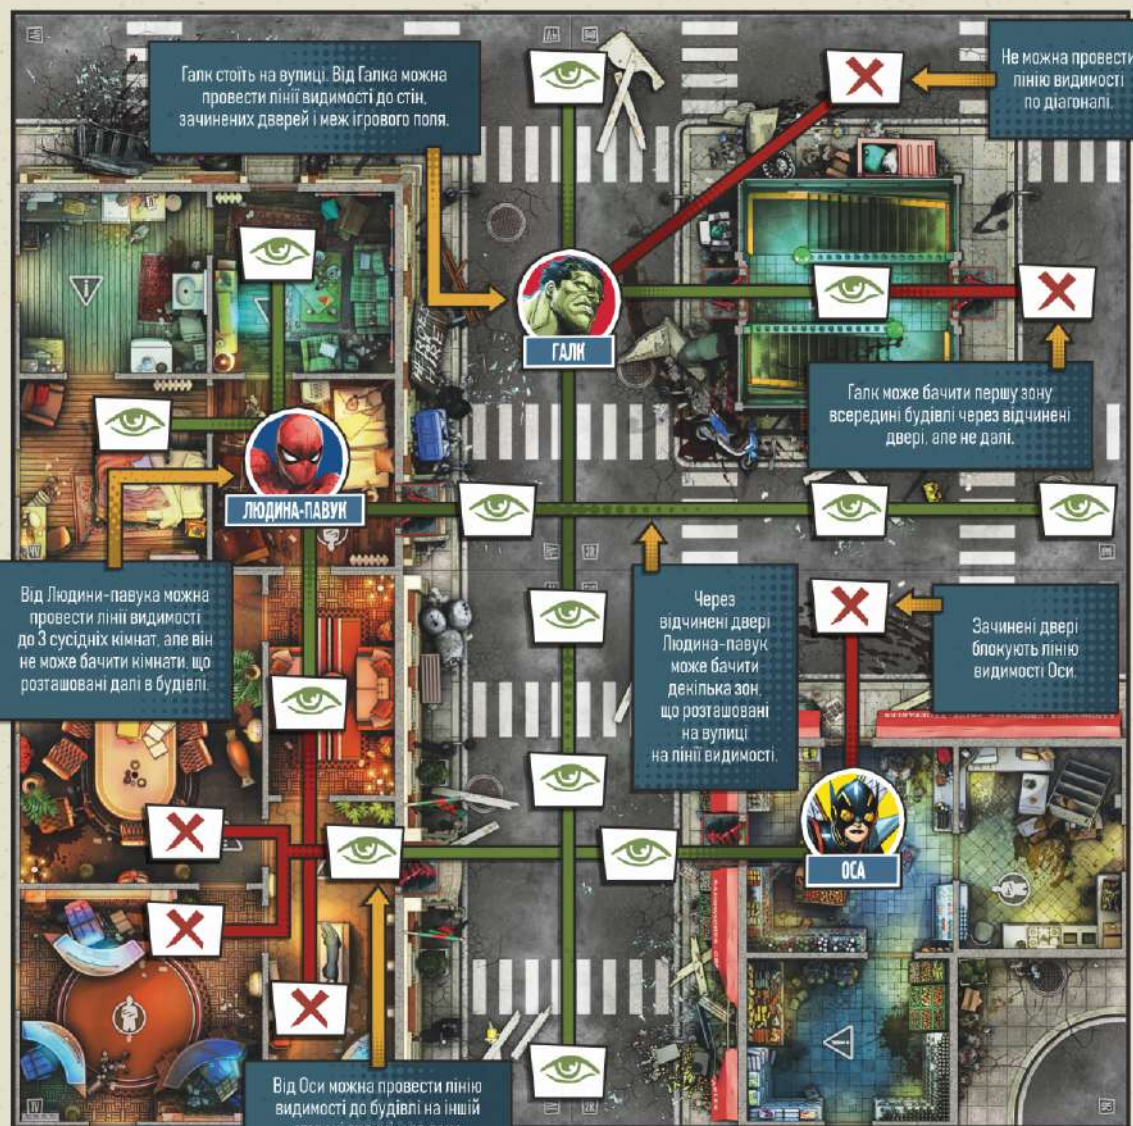 Галк стоїть на вулиці. Від Галка можна
провести лінії видимості до стін,
зачинених дверей і меж ігрового поля.
Не можна провести
лінію видимості
по діагоналі.
ГАЛК
Галк може бачити першу зону
всередині будівлі через відчинені
двері, але не далі.
ЛЮДИНА-ПАВУК
Від Людини-павука можна
провести лінії видимості
до 3 сусідніх кімнат, але він
не може бачити кімнати, що
розташовані далі в будівлі.
Через
відчинені двері
Людина-павук
може бачити
декілька зон,
що розташовані
на вулиці
на лінії видимості.
Зачинені двері
блокують лінію
видимості Оси.
ОСА
Від Оси можна провести лінію
видимості до будівлі на іншій